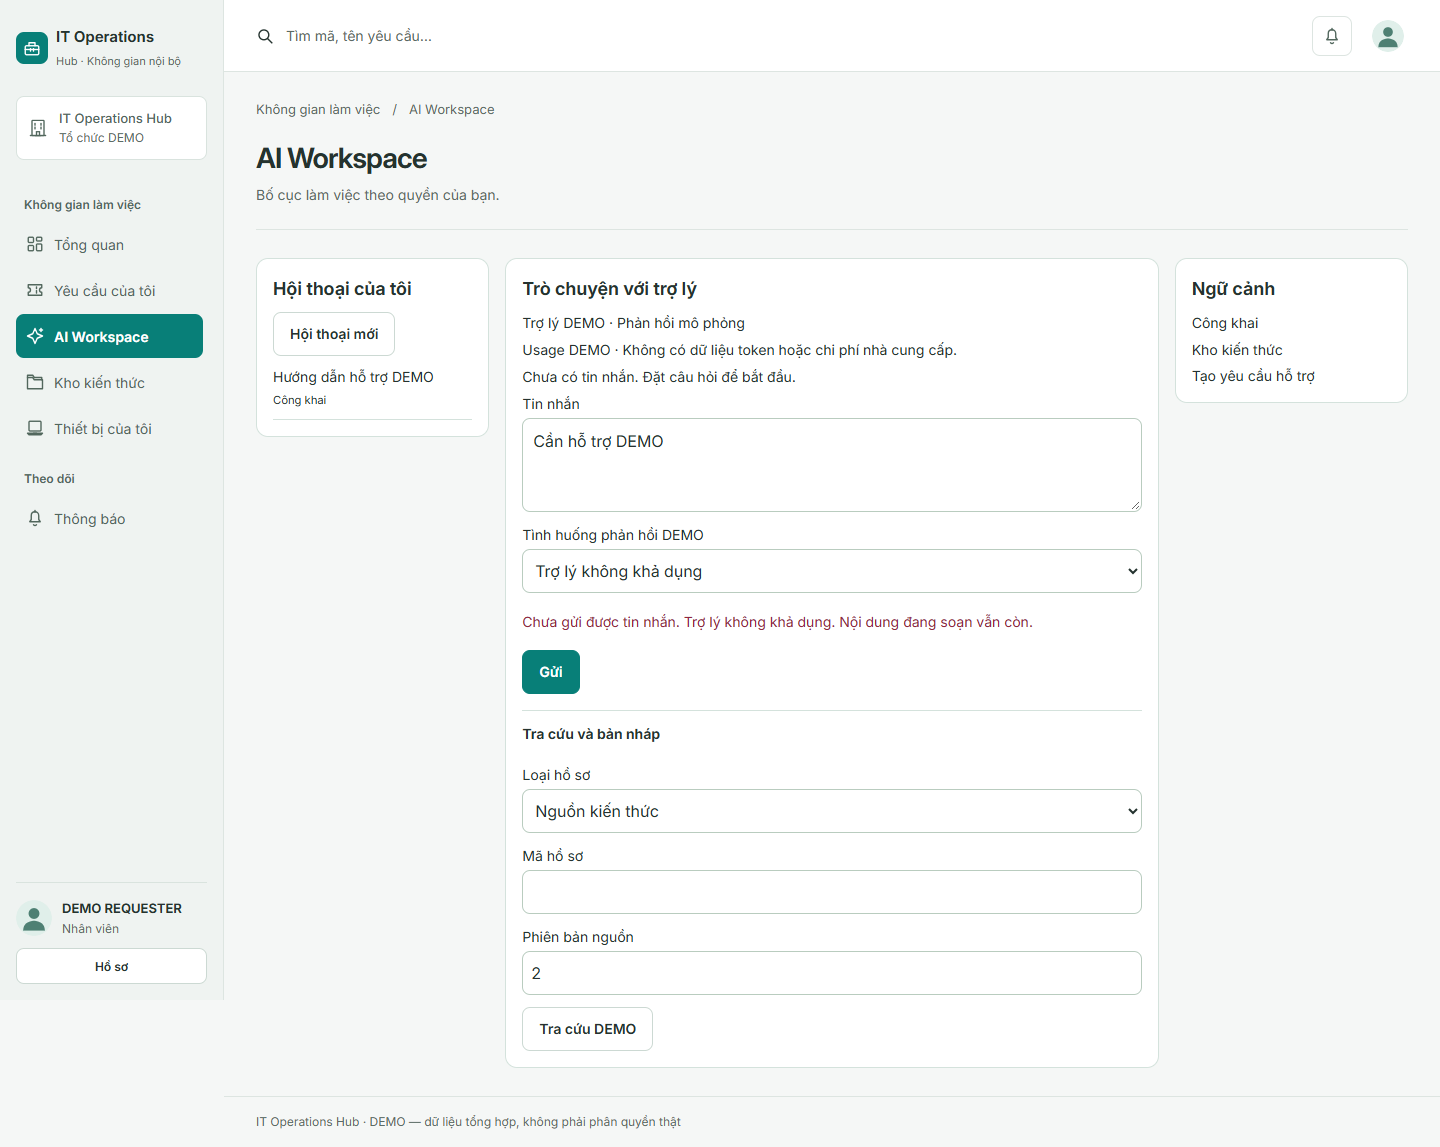 IT Operations
Hub · Không gian nội bộ
IT Operations Hub
Tổ chức DEMO
Không gian làm việc
Tổng quan
Yêu cầu của tôi
AI Workspace
Kho kiến thức
Thiết bị của tôi
Theo dõi
Thông báo
DEMO REQUESTER
Nhân viên
Hồ sơ
Tìm mã, tên yêu cầu...
Không gian làm việc / AI Workspace
AI Workspace
Bố cục làm việc theo quyền của bạn.
Hội thoại của tôi
Hội thoại mới
Hướng dẫn hỗ trợ DEMO
Công khai
Trò chuyện với trợ lý
Trợ lý DEMO · Phản hồi mô phỏng
Usage DEMO · Không có dữ liệu token hoặc chi phí nhà cung cấp.
Chưa có tin nhắn. Đặt câu hỏi để bắt đầu.
Tin nhắn
Cần hỗ trợ DEMO
Tình huống phản hồi DEMO
Trợ lý không khả dụng
Chưa gửi được tin nhắn. Trợ lý không khả dụng. Nội dung đang soạn vẫn còn.
Gửi
Tra cứu và bản nháp
Loại hồ sơ
Nguồn kiến thức
Mã hồ sơ
Phiên bản nguồn
2
Tra cứu DEMO
Ngữ cảnh
Công khai
Kho kiến thức
Tạo yêu cầu hỗ trợ
IT Operations Hub · DEMO — dữ liệu tổng hợp, không phải phân quyền thật